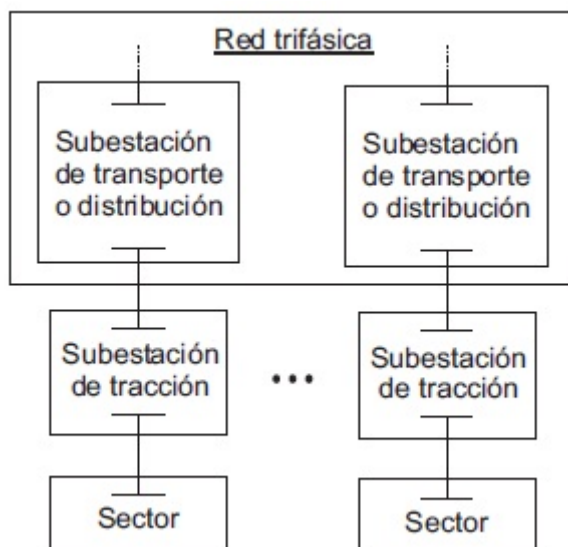 Red trifásica
Subestación
de transporte
o distribución
Subestación
de transporte
o distribución
Subestación
de tracción
...
Subestación
de tracción
Sector
Sector